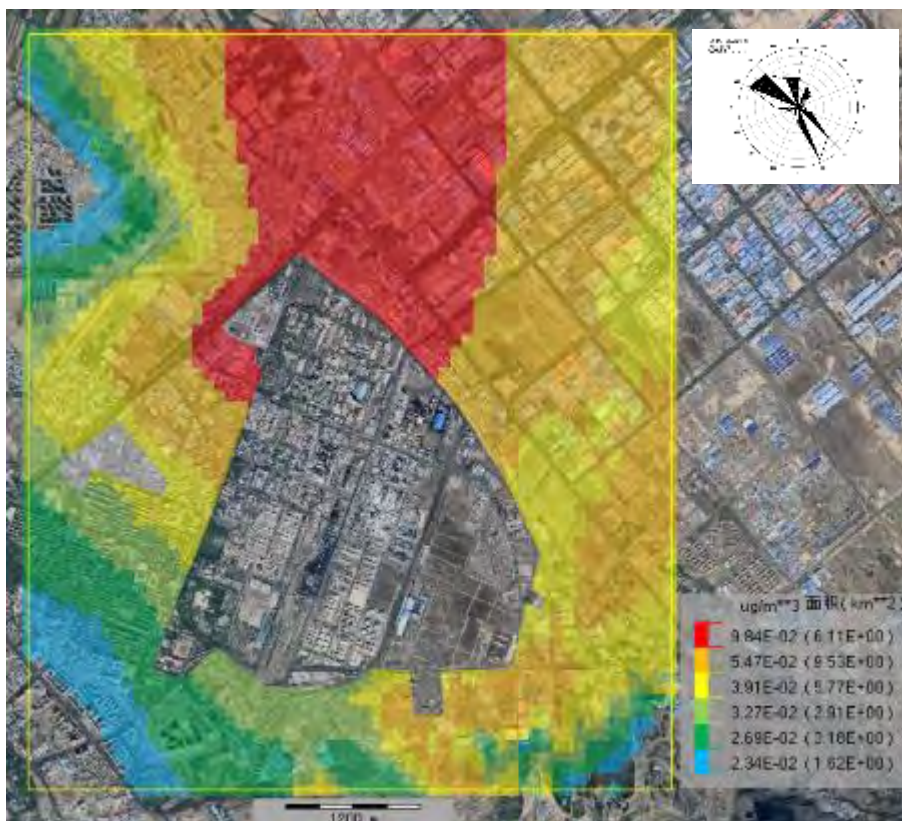 ug/m**3 面积(km**2)
9.84E-02 (6.11E+00)
5.47E-02 (9.53E+00)
3.91E-02 (5.77E+00)
3.27E-02 (2.91E+00)
2.69E-02 (3.18E+00)
2.34E-02 (1.62E+00)
1200 m